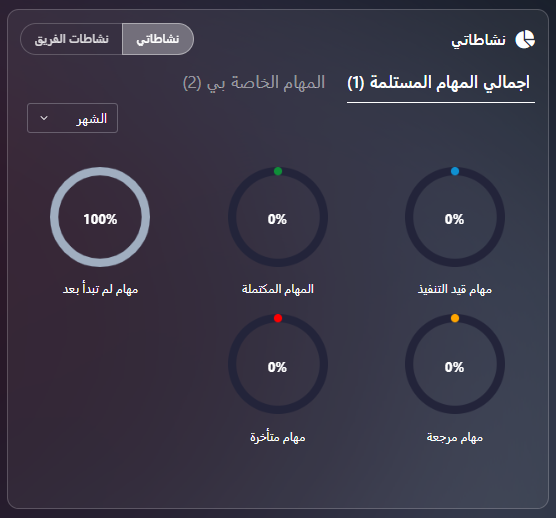 نشاطاتي
نشاطاتي
نشاطات الفريق
اجمالي المهام المستلمة (1)
المهام الخاصة بي (2)
الشهر
0%
0%
100%
مهام قيد التنفيذ
المهام المكتملة
مهام لم تبدأ بعد
0%
0%
مهام مرجعة
مهام متأخرة